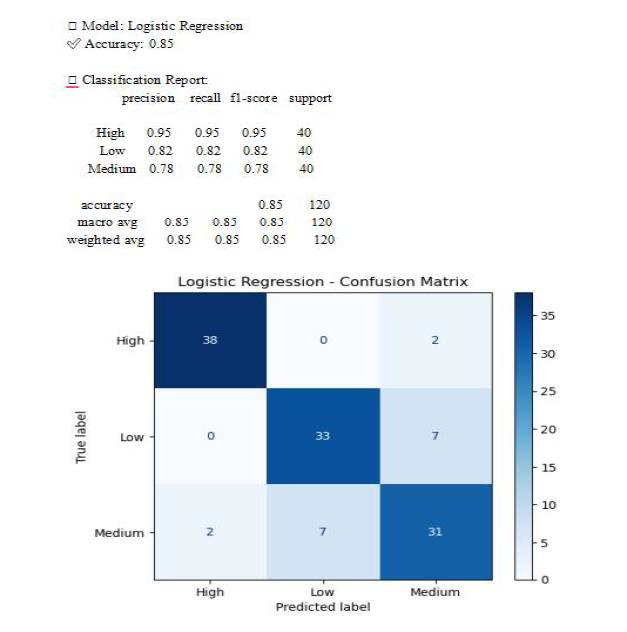 □ Model: Logistic Regression
✓ Accuracy: 0.85
□ Classification Report:
precision recall f1-score support
High 0.95 0.95 0.95 40
Low 0.82 0.82 0.82 40
Medium 0.78 0.78 0.78 40
accuracy 0.85 120
macro avg 0.85 0.85 0.85 120
weighted avg 0.85 0.85 0.85 120
Logistic Regression - Confusion Matrix
High 38 0 2
Low 0 33 7
Medium 2 7 31
True label
High Low Medium
Predicted label
35
30
25
20
15
10
5
0